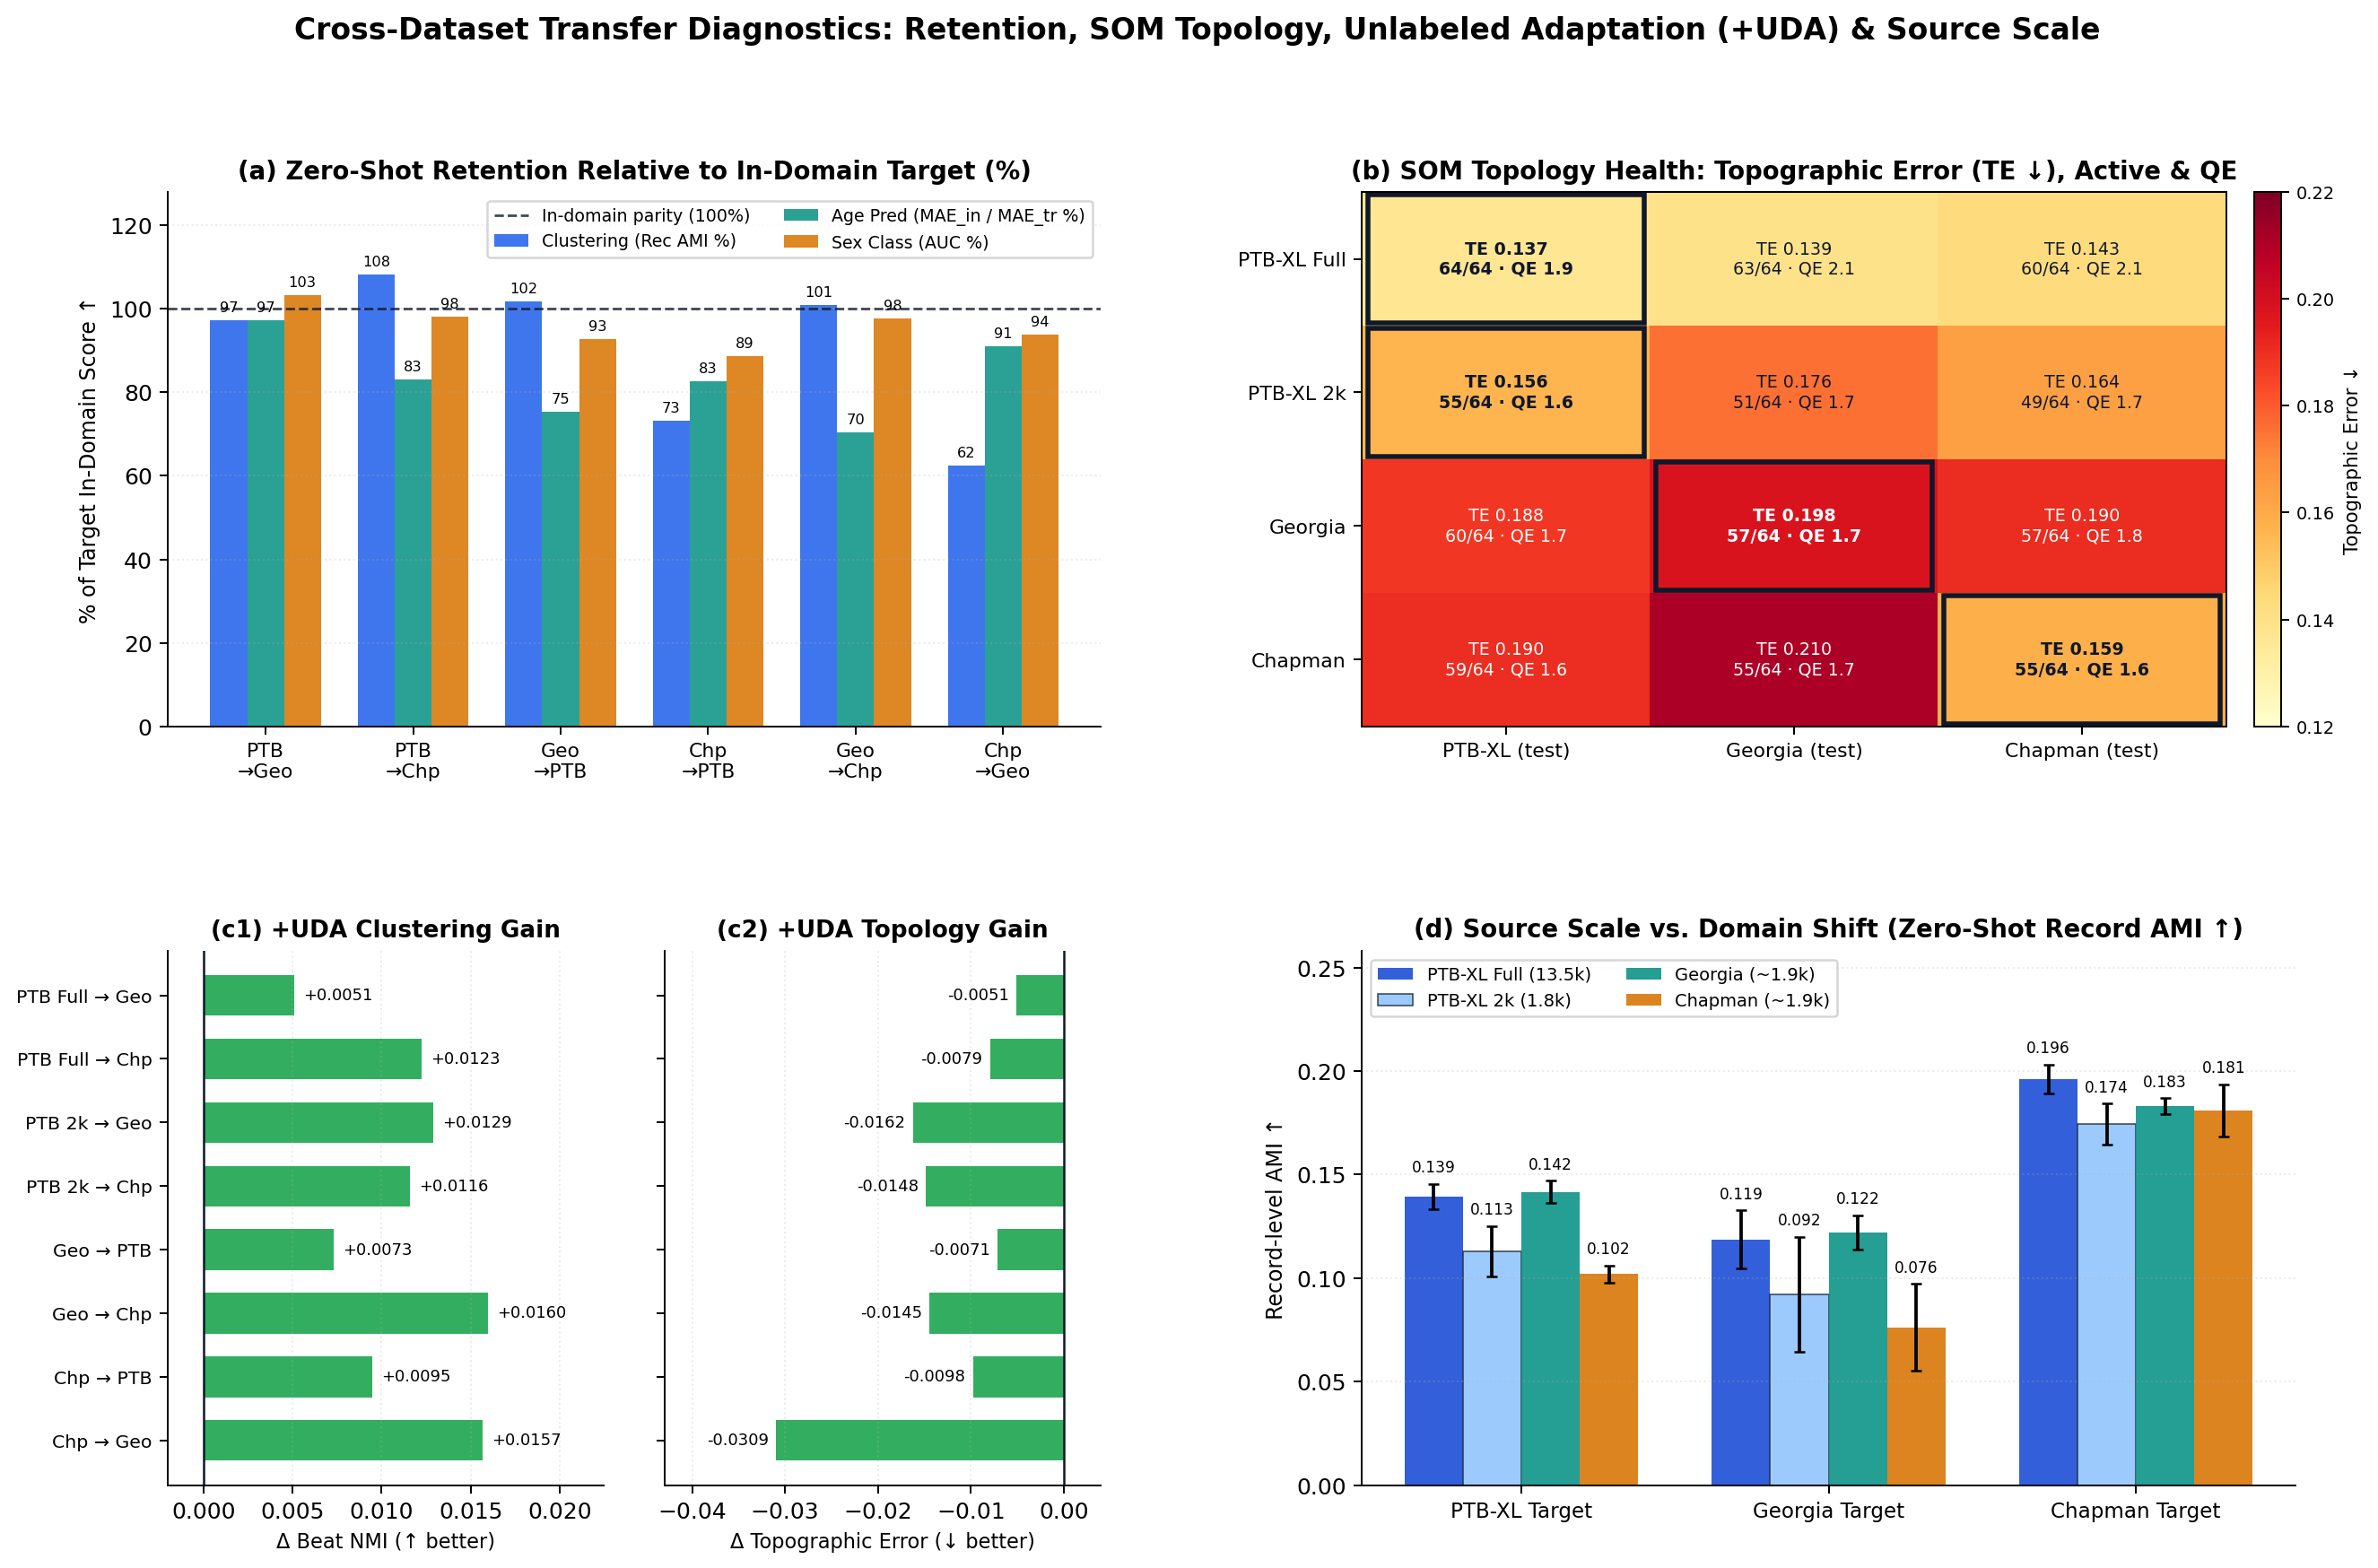 Cross-Dataset Transfer Diagnostics: Retention, SOM Topology, Unlabeled Adaptation (+UDA) & Source Scale
(a) Zero-Shot Retention Relative to In-Domain Target (%)
% of Target In-Domain Score ↑
120
100
80
60
40
20
0
In-domain parity (100%)
Clustering (Rec AMI %)
Age Pred (MAE_in / MAE_tr %)
Sex Class (AUC %)
97 97 103
108 83 98
102 75 93
73 83 89
101 70 98
62 91 94
PTB
→Geo
PTB
→Chp
Geo
→PTB
Chp
→PTB
Geo
→Chp
Chp
→Geo
(b) SOM Topology Health: Topographic Error (TE ↓), Active & QE
PTB-XL Full
TE 0.137
64/64 · QE 1.9
TE 0.139
63/64 · QE 2.1
TE 0.143
60/64 · QE 2.1
PTB-XL 2k
TE 0.156
55/64 · QE 1.6
TE 0.176
51/64 · QE 1.7
TE 0.164
49/64 · QE 1.7
Georgia
TE 0.188
60/64 · QE 1.7
TE 0.198
57/64 · QE 1.7
TE 0.190
57/64 · QE 1.8
Chapman
TE 0.190
59/64 · QE 1.6
TE 0.210
55/64 · QE 1.7
TE 0.159
55/64 · QE 1.6
PTB-XL (test)
Georgia (test)
Chapman (test)
0.22
0.20
0.18
0.16
0.14
0.12
Topographic Error ↓
(c1) +UDA Clustering Gain
PTB Full → Geo
+0.0051
PTB Full → Chp
+0.0123
PTB 2k → Geo
+0.0129
PTB 2k → Chp
+0.0116
Geo → PTB
+0.0073
Geo → Chp
+0.0160
Chp → PTB
+0.0095
Chp → Geo
+0.0157
0.000 0.005 0.010 0.015 0.020
Δ Beat NMI (↑ better)
(c2) +UDA Topology Gain
-0.0051
-0.0079
-0.0162
-0.0148
-0.0071
-0.0145
-0.0098
-0.0309
−0.04 −0.03 −0.02 −0.01 0.00
Δ Topographic Error (↓ better)
(d) Source Scale vs. Domain Shift (Zero-Shot Record AMI ↑)
Record-level AMI ↑
0.25
0.20
0.15
0.10
0.05
0.00
PTB-XL Full (13.5k)
PTB-XL 2k (1.8k)
Georgia (~1.9k)
Chapman (~1.9k)
0.139 0.113 0.142 0.102
0.119 0.092 0.122 0.076
0.196 0.174 0.183 0.181
PTB-XL Target
Georgia Target
Chapman Target